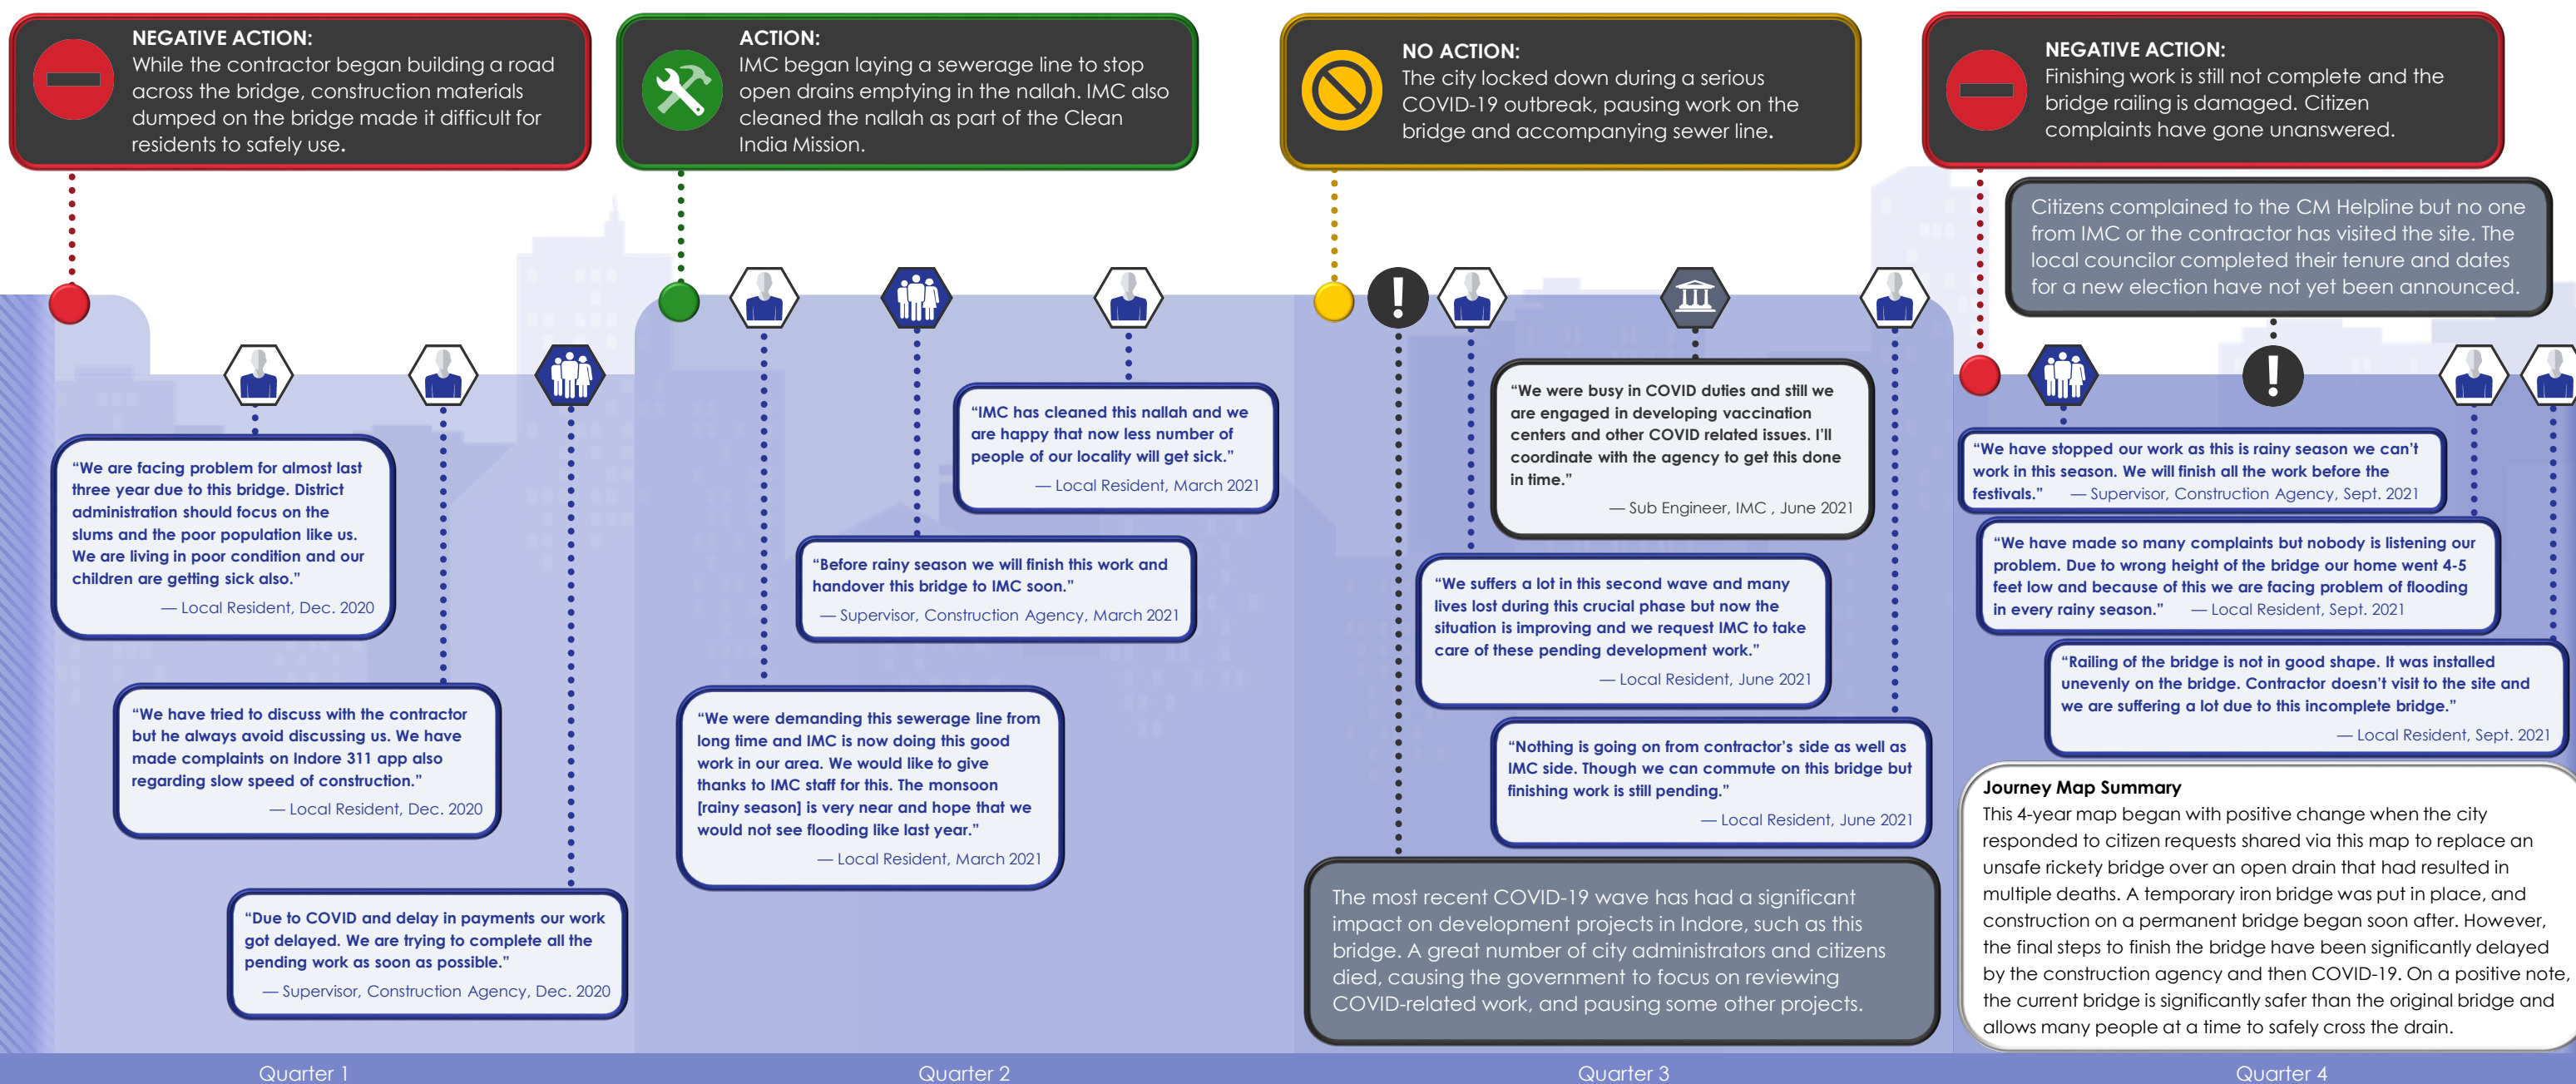 NEGATIVE ACTION:
While the contractor began building a road
across the bridge, construction materials
dumped on the bridge made it difficult for
residents to safely use.
“We are facing problem for almost last
three year due to this bridge. District
administration should focus on the
slums and the poor population like us.
We are living in poor condition and our
children are getting sick also.”
— Local Resident, Dec. 2020
“We have tried to discuss with the contractor
but he always avoid discussing us. We have
made complaints on Indore 311 app also
regarding slow speed of construction.”
— Local Resident, Dec. 2020
“Due to COVID and delay in payments our work
got delayed. We are trying to complete all the
pending work as soon as possible.”
— Supervisor, Construction Agency, Dec. 2020
Quarter 1
ACTION:
IMC began laying a sewerage line to stop
open drains emptying in the nallah. IMC also
cleaned the nallah as part of the Clean
India Mission.
“IMC has cleaned this nallah and we
are happy that now less number of
people of our locality will get sick.”
— Local Resident, March 2021
“Before rainy season we will finish this work and
handover this bridge to IMC soon.”
— Supervisor, Construction Agency, March 2021
“We were demanding this sewerage line from
long time and IMC is now doing this good
work in our area. We would like to give
thanks to IMC staff for this. The monsoon
[rainy season] is very near and hope that we
would not see flooding like last year.”
— Local Resident, March 2021
Quarter 2
NO ACTION:
The city locked down during a serious
COVID-19 outbreak, pausing work on the
bridge and accompanying sewer line.
“We were busy in COVID duties and still we
are engaged in developing vaccination
centers and other COVID related issues. I’ll
coordinate with the agency to get this done
in time.”
— Sub Engineer, IMC , June 2021
“We suffers a lot in this second wave and many
lives lost during this crucial phase but now the
situation is improving and we request IMC to take
care of these pending development work.”
— Local Resident, June 2021
“Nothing is going on from contractor’s side as well as
IMC side. Though we can commute on this bridge but
finishing work is still pending.”
— Local Resident, June 2021
The most recent COVID-19 wave has had a significant
impact on development projects in Indore, such as this
bridge. A great number of city administrators and citizens
died, causing the government to focus on reviewing
COVID-related work, and pausing some other projects.
Quarter 3
NEGATIVE ACTION:
Finishing work is still not complete and the
bridge railing is damaged. Citizen
complaints have gone unanswered.
Citizens complained to the CM Helpline but no one
from IMC or the contractor has visited the site. The
local councilor completed their tenure and dates
for a new election have not yet been announced.
“We have stopped our work as this is rainy season we can’t
work in this season. We will finish all the work before the
festivals.” — Supervisor, Construction Agency, Sept. 2021
“We have made so many complaints but nobody is listening our
problem. Due to wrong height of the bridge our home went 4-5
feet low and because of this we are facing problem of flooding
in every rainy season.” — Local Resident, Sept. 2021
“Railing of the bridge is not in good shape. It was installed
unevenly on the bridge. Contractor doesn’t visit to the site and
we are suffering a lot due to this incomplete bridge.”
— Local Resident, Sept. 2021
Journey Map Summary
This 4-year map began with positive change when the city
responded to citizen requests shared via this map to replace an
unsafe rickety bridge over an open drain that had resulted in
multiple deaths. A temporary iron bridge was put in place, and
construction on a permanent bridge began soon after. However,
the final steps to finish the bridge have been significantly delayed
by the construction agency and then COVID-19. On a positive note,
the current bridge is significantly safer than the original bridge and
allows many people at a time to safely cross the drain.
Quarter 4